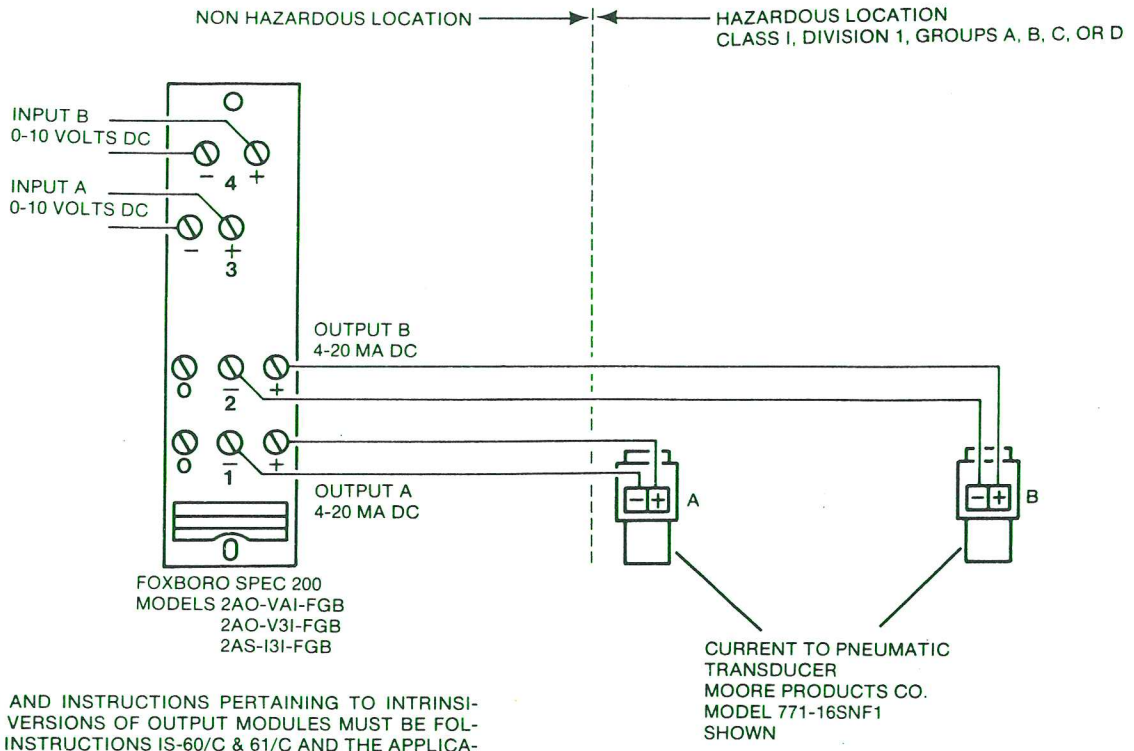 NON HAZARDOUS LOCATION
HAZARDOUS LOCATION
CLASS I, DIVISION 1, GROUPS A, B, C, OR D
INPUT B
0-10 VOLTS DC
− 4 +
INPUT A
0-10 VOLTS DC
− +
3
OUTPUT B
4-20 MA DC
O − +
2
O − +
1
OUTPUT A
4-20 MA DC
− + A
− + B
0
FOXBORO SPEC 200
MODELS 2AO-VAI-FGB
2AO-V3I-FGB
2AS-I3I-FGB
CURRENT TO PNEUMATIC
TRANSDUCER
MOORE PRODUCTS CO.
MODEL 771-16SNF1
SHOWN
AND INSTRUCTIONS PERTAINING TO INTRINSI-
VERSIONS OF OUTPUT MODULES MUST BE FOL-
INSTRUCTIONS IS-60/C & 61/C AND THE APPLICA-